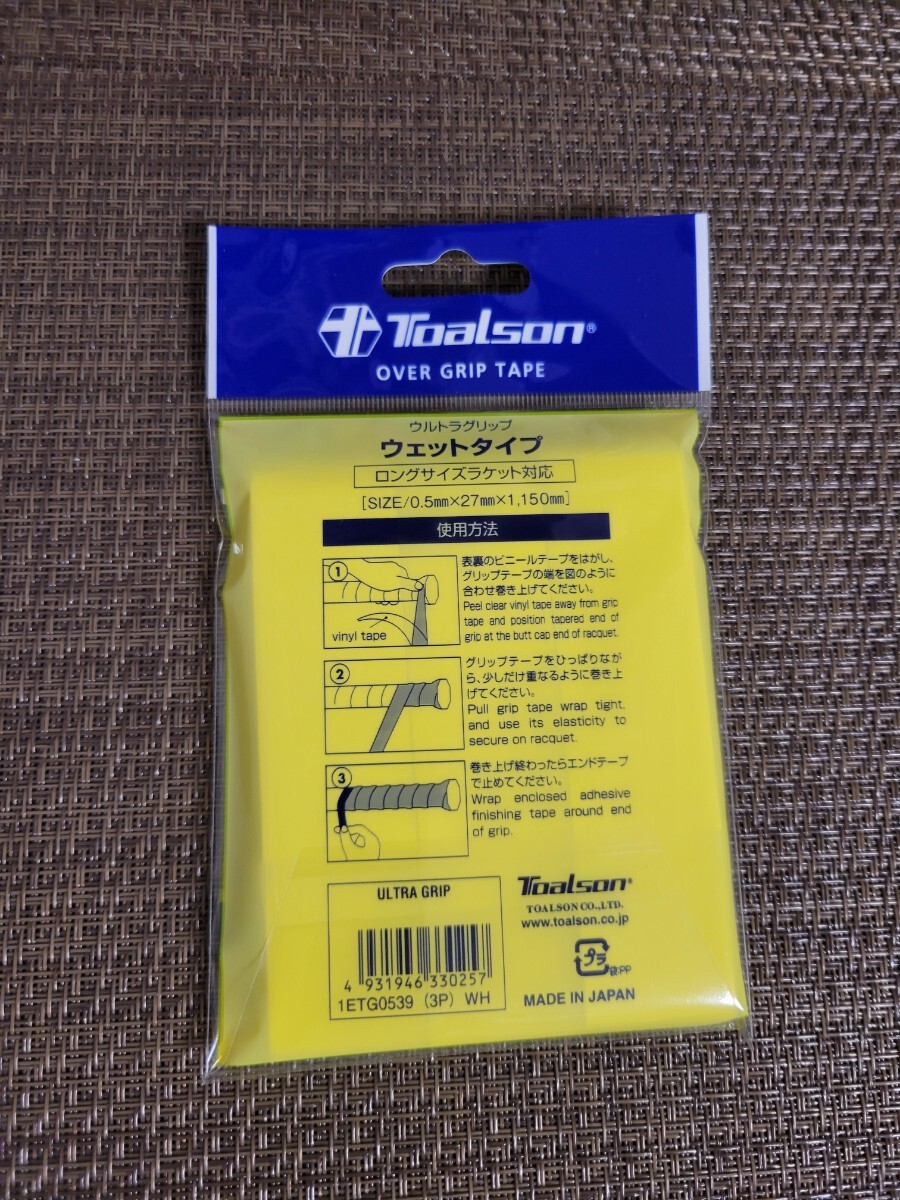 Toalson®
OVER GRIP TAPE
ウルトラグリップ
ウェットタイプ
ロングサイズラケット対応
[SIZE/0.5mm×27mm×1,150mm]
使用方法
1
vinyl tape
表裏のビニールテープをはがし、
グリップテープの端を図のように
合わせ巻き上げてください。
Peel clear vinyl tape away from grip
tape and position tapered end of
grip at the butt cap end of racquet.
2
グリップテープをひっぱりなが
ら、少しだけ重なるように巻き上
げてください。
Pull grip tape wrap tight,
and use its elasticity to
secure on racquet.
3
巻き上げ終わったらエンドテープ
で止めてください。
Wrap enclosed adhesive
finishing tape around end
of grip.
ULTRA GRIP
4 931946 330257
1ETG0539 (3P) WH
Toalson®
TOALSON CO.,LTD.
www.toalson.co.jp
プラ
袋:PP
MADE IN JAPAN